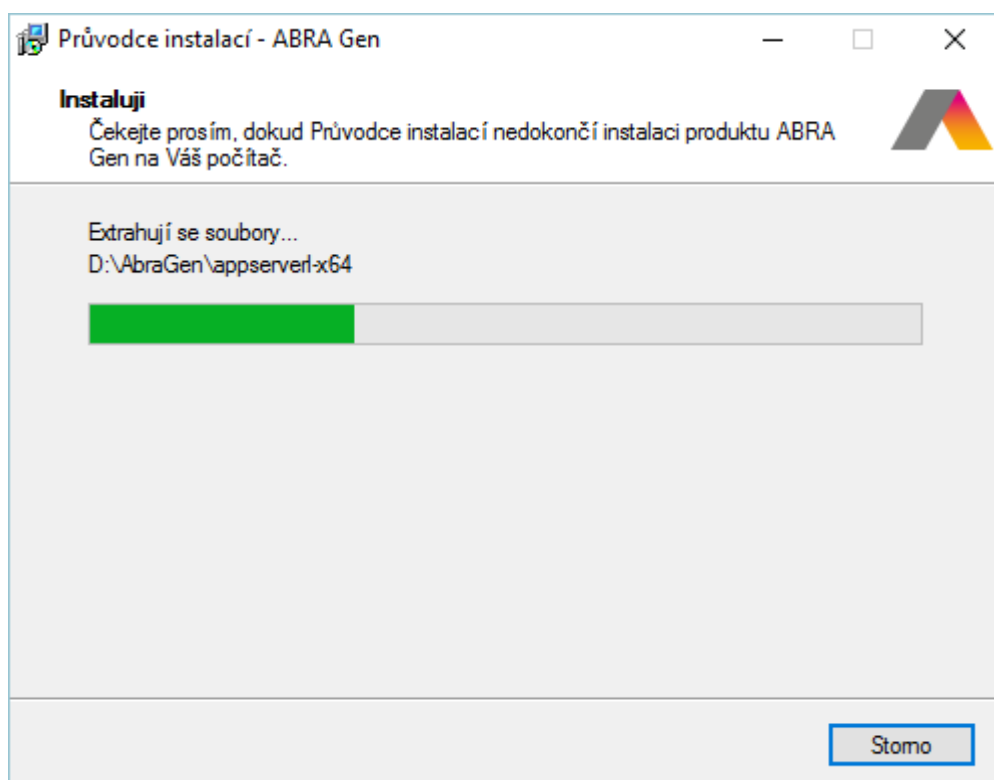 Průvodce instalací - ABRA Gen
Instaluji
Čekejte prosím, dokud Průvodce instalací nedokončí instalaci produktu ABRA
Gen na Váš počítač.
Extrahují se soubory...
D:\AbraGen\appserverl-x64
Storno